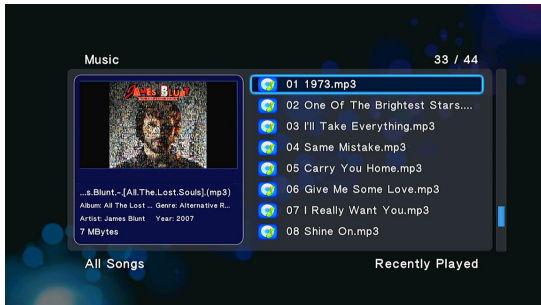 Music
33 / 44
JAMES BLUNT
01 1973.mp3
02 One Of The Brightest Stars....
03 I'll Take Everything.mp3
04 Same Mistake.mp3
05 Carry You Home.mp3
06 Give Me Some Love.mp3
07 I Really Want You.mp3
08 Shine On.mp3
...s.Blunt.-.[All.The.Lost.Souls].(mp3)
Album: All The Lost ... Genre: Alternative R...
Artist: James Blunt Year: 2007
7 MBytes
All Songs
Recently Played